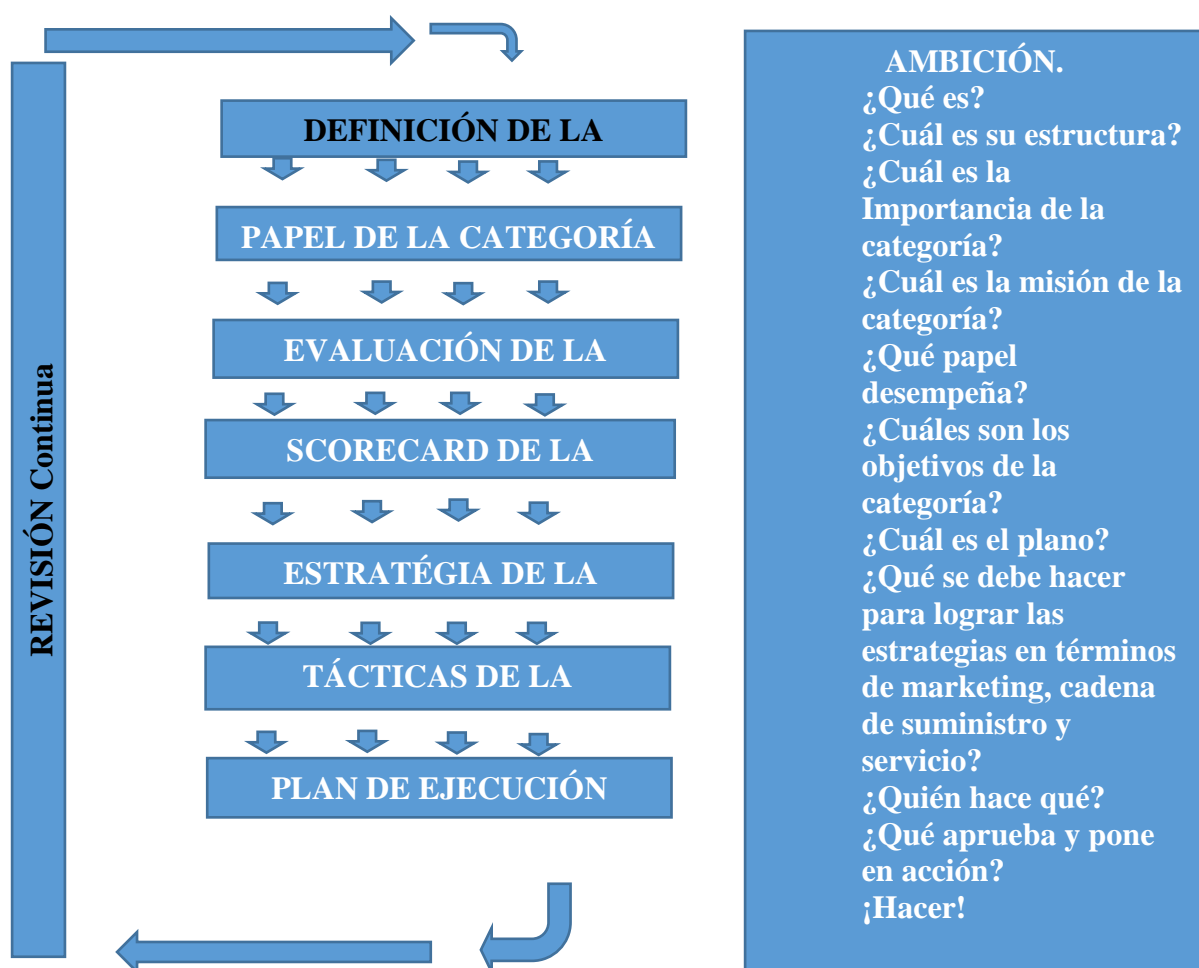 DEFINICIÓN DE LA
PAPEL DE LA CATEGORÍA
EVALUACIÓN DE LA
SCORECARD DE LA
ESTRATÉGIA DE LA
TÁCTICAS DE LA
PLAN DE EJECUCIÓN
REVISIÓN Continua
AMBICIÓN.
¿Qué es?
¿Cuál es su estructura?
¿Cuál es la
Importancia de la
categoría?
¿Cuál es la misión de la
categoría?
¿Qué papel
desempeña?
¿Cuáles son los
objetivos de la
categoría?
¿Cuál es el plano?
¿Qué se debe hacer
para lograr las
estrategias en términos
de marketing, cadena
de suministro y
servicio?
¿Quién hace qué?
¿Qué aprueba y pone
en acción?
¡Hacer!